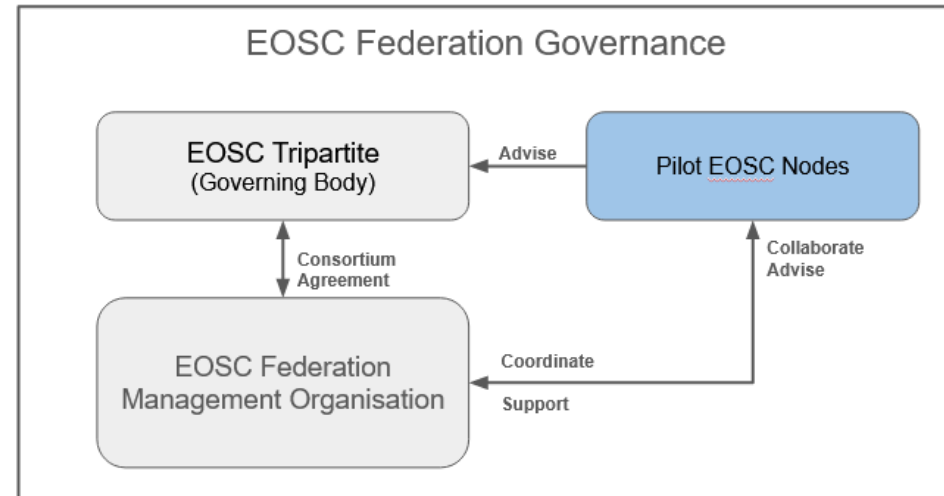 EOSC Federation Governance
EOSC Tripartite
(Governing Body)
Advise
Pilot EOSC Nodes
Consortium
Agreement
Collaborate
Advise
EOSC Federation
Management Organisation
Coordinate
Support